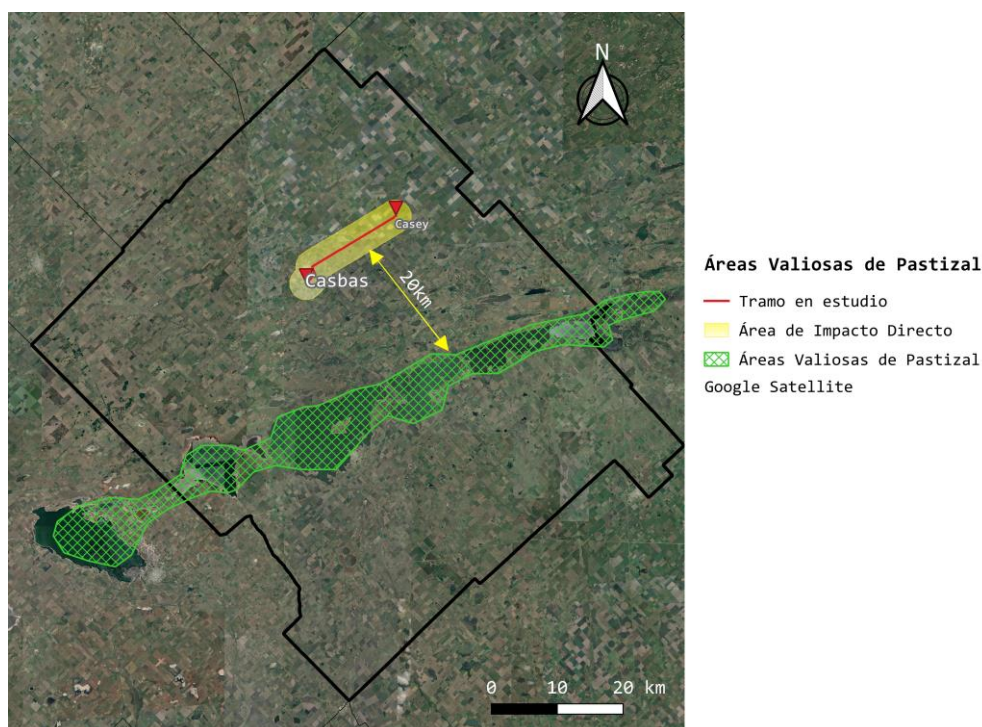 N
Casey
Casbas
20km
0 10 20 km
Áreas Valiosas de Pastizal
Tramo en estudio
Área de Impacto Directo
Áreas Valiosas de Pastizal
Google Satellite